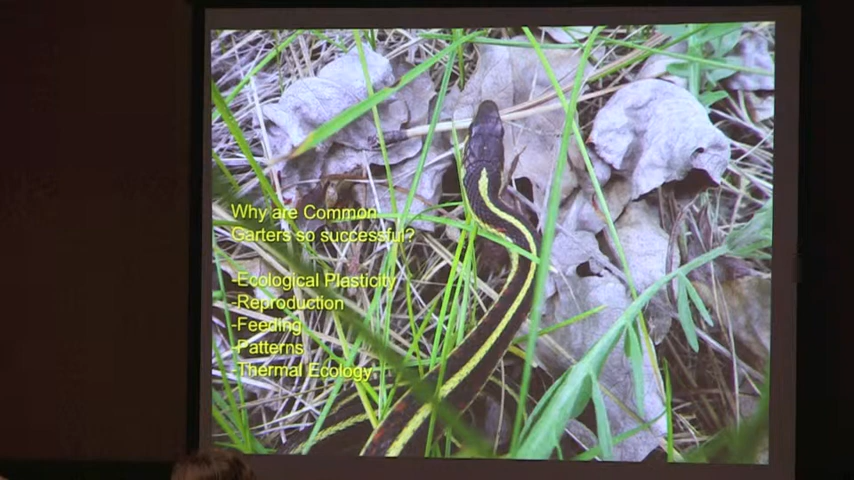 Why are Common
Garters so successful?
-Ecological Plasticity
-Reproduction
-Feeding
-Patterns
-Thermal Ecology